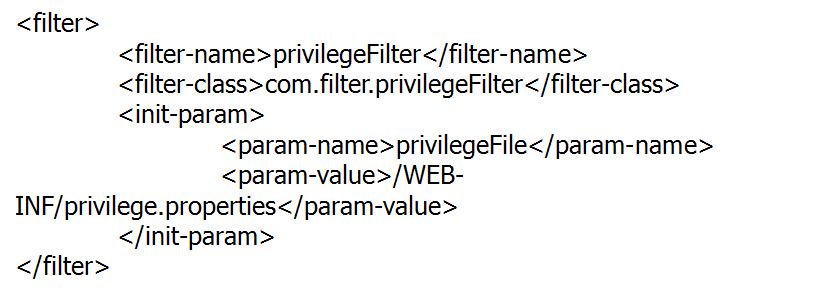 <filter>
<filter-name>privilegeFilter</filter-name>
<filter-class>com.filter.privilegeFilter</filter-class>
<init-param>
<param-name>privilegeFile</param-name>
<param-value>/WEB-
INF/privilege.properties</param-value>
</init-param>
</filter>